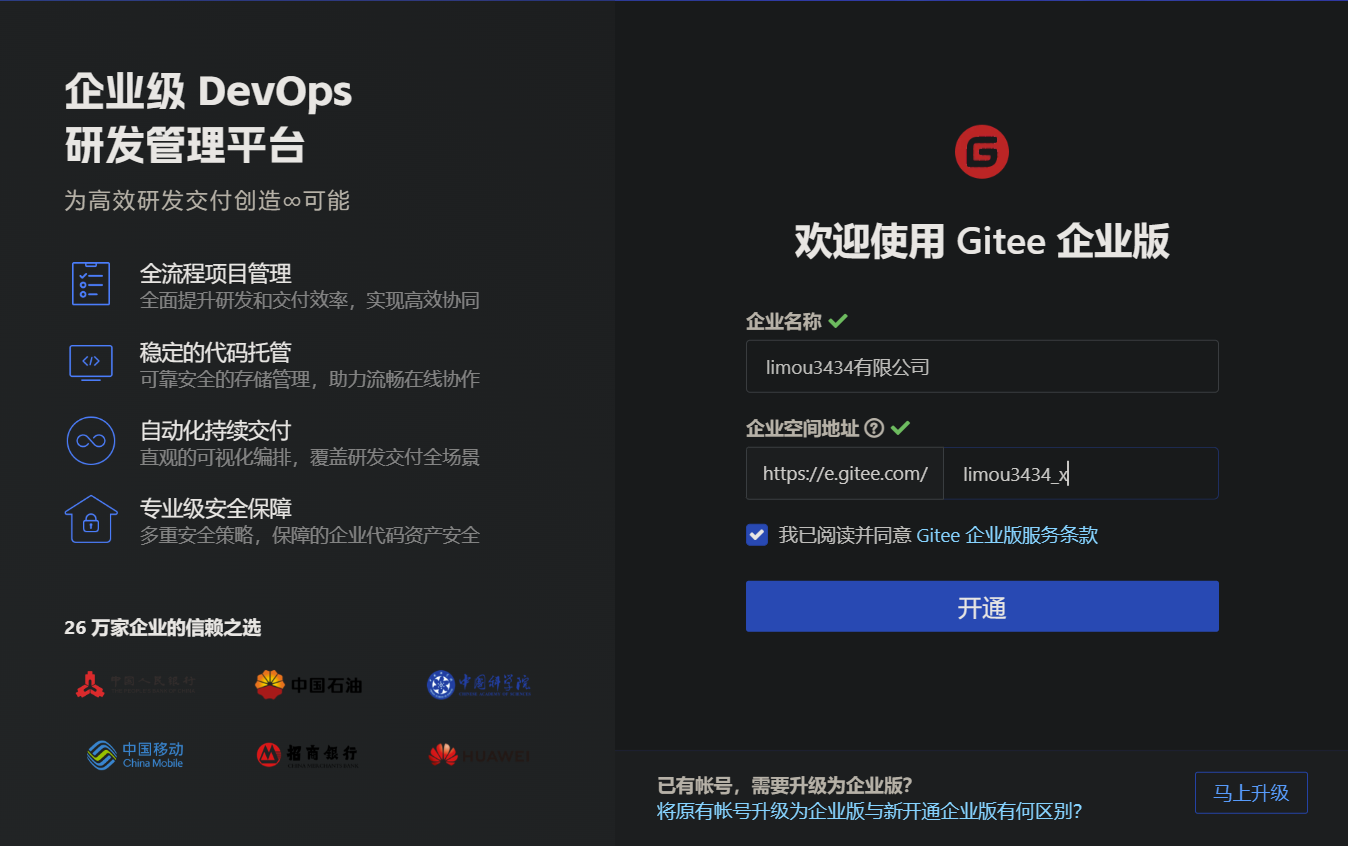 企业级 DevOps
研发管理平台
为高效研发交付创造∞可能
全流程项目管理
全面提升研发和交付效率，实现高效协同
稳定的代码托管
可靠安全的存储管理，助力流畅在线协作
自动化持续交付
直观的可视化编排，覆盖研发交付全场景
专业级安全保障
多重安全策略，保障的企业代码资产安全
26 万家企业的信赖之选
中国人民银行
中国石油
中国科学院
中国移动
China Mobile
招商银行
HUAWEI
欢迎使用 Gitee 企业版
企业名称
limou3434有限公司
企业空间地址
https://e.gitee.com/ limou3434_x
我已阅读并同意 Gitee 企业版服务条款
开通
已有帐号，需要升级为企业版?
将原有帐号升级为企业版与新开通企业版有何区别?
马上升级